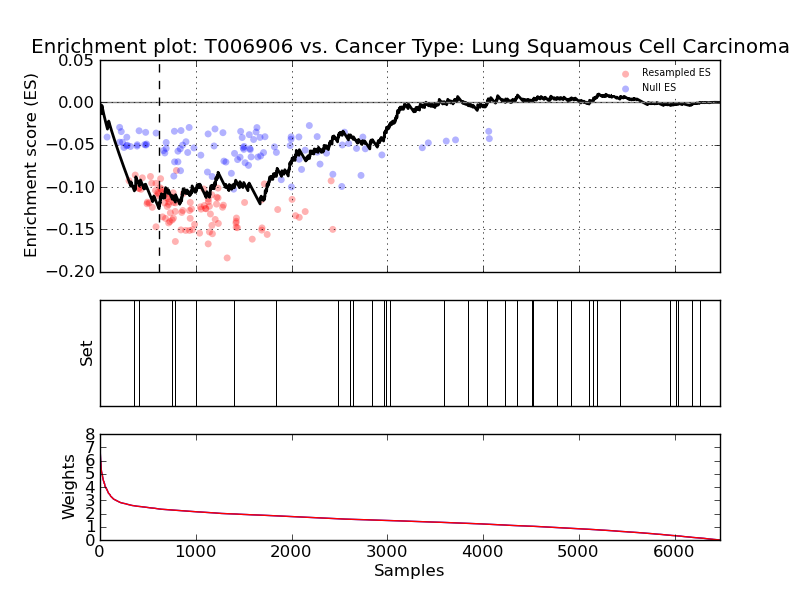 Enrichment plot: T006906 vs. Cancer Type: Lung Squamous Cell Carcinoma
Enrichment score (ES)
0.05
0.00
−0.05
−0.10
−0.15
−0.20
Resampled ES
Null ES
Set
Weights
8
7
6
5
4
3
2
1
0
0 1000 2000 3000 4000 5000 6000
Samples